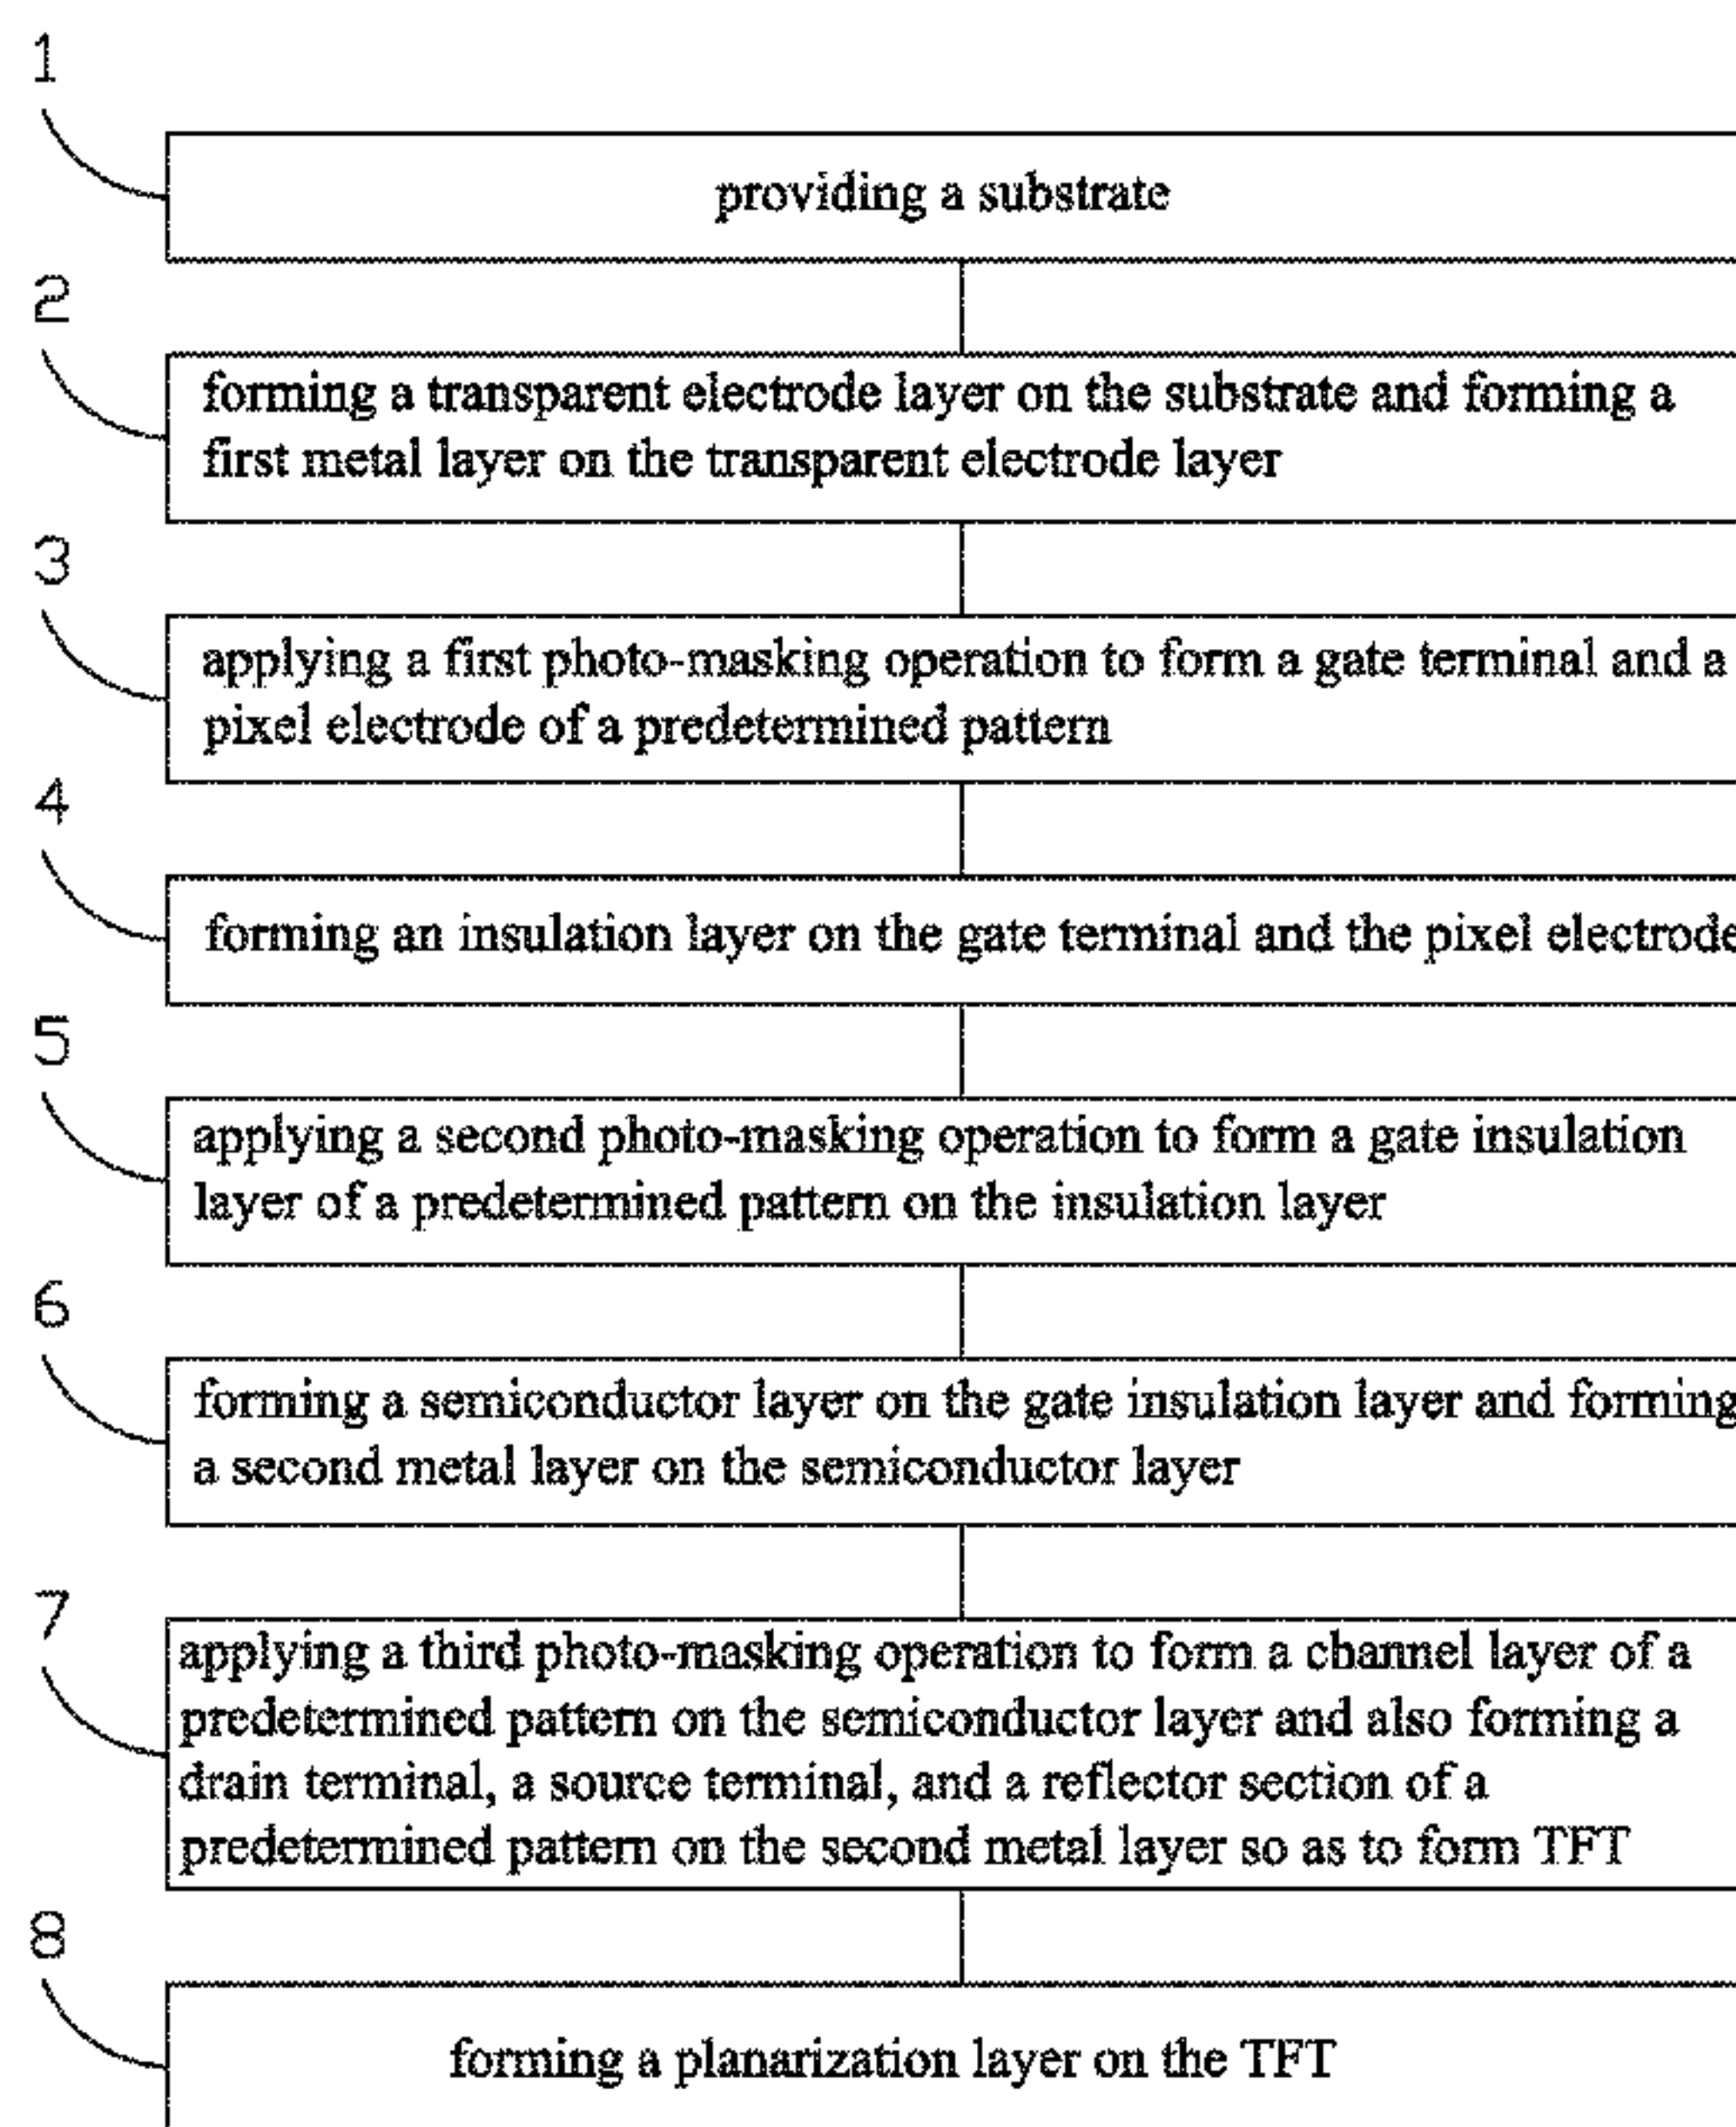 1
providing a substrate
2
forming a transparent electrode layer on the substrate and forming a
first metal layer on the transparent electrode layer
3
applying a first photo-masking operation to form a gate terminal and a
pixel electrode of a predetermined pattern
4
forming an insulation layer on the gate terminal and the pixel electrode
5
applying a second photo-masking operation to form a gate insulation
layer of a predetermined pattern on the insulation layer
6
forming a semiconductor layer on the gate insulation layer and forming
a second metal layer on the semiconductor layer
7
applying a third photo-masking operation to form a channel layer of a
predetermined pattern on the semiconductor layer and also forming a
drain terminal, a source terminal, and a reflector section of a
predetermined pattern on the second metal layer so as to form TFT
8
forming a planarization layer on the TFT